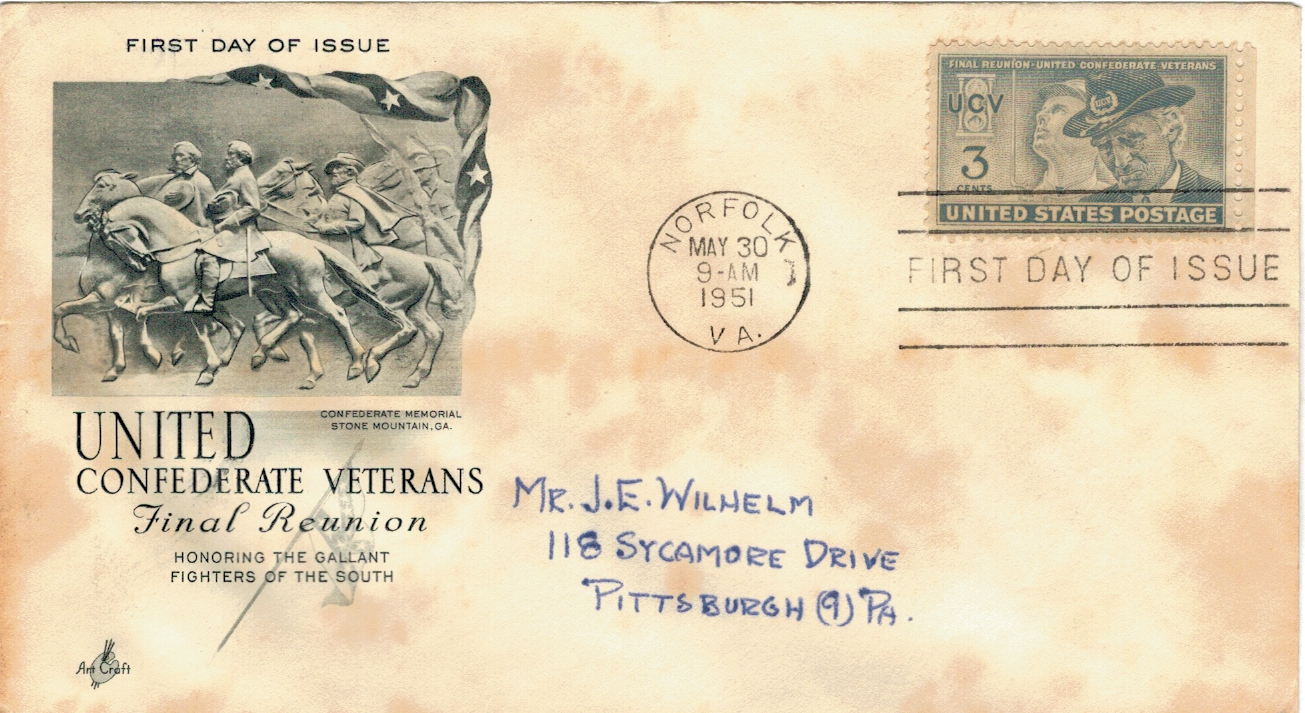 FIRST DAY OF ISSUE
CONFEDERATE MEMORIAL
STONE MOUNTAIN, GA.
UNITED
CONFEDERATE VETERANS
Final Reunion
HONORING THE GALLANT
FIGHTERS OF THE SOUTH
Art Craft
NORFOLK
MAY 30
9-AM
1951
VA.
FINAL REUNION-UNITED CONFEDERATE VETERANS
UCV
UCV
3
CENTS
UNITED STATES POSTAGE
FIRST DAY OF ISSUE
MR. J.E. WILHELM
118 SYCAMORE DRIVE
PITTSBURGH (9) PA.